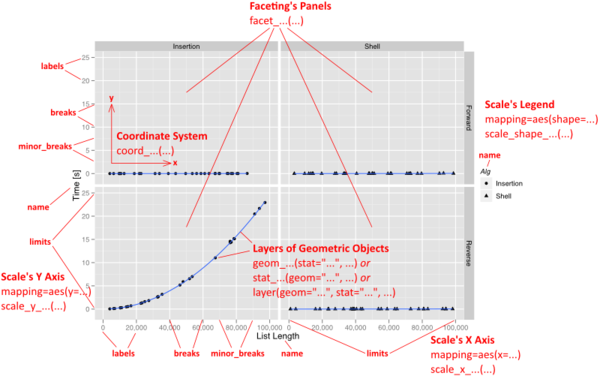 Faceting's Panels
facet_...(...)
Insertion
Shell
labels
25
20
15
10
5
0
breaks
minor_breaks
y
x
Coordinate System
coord_...(...)
Forward
Scale's Legend
mapping=aes(shape=...)
scale_shape_...(...)
name
Alg
Insertion
Shell
Time [s]
name
limits
25
20
15
10
5
0
Scale's Y Axis
mapping=aes(y=...)
scale_y_...(...)
Layers of Geometric Objects
geom_...(stat="...", ...) or
stat_...(geom="...", ...) or
layer(geom="...", stat="...", ...)
Reverse
0 20,000 40,000 60,000 80,000 100,000 0 20,000 40,000 60,000 80,000 100,000
List Length
labels
breaks
minor_breaks
name
limits
Scale's X Axis
mapping=aes(x=...)
scale_x_...(...)